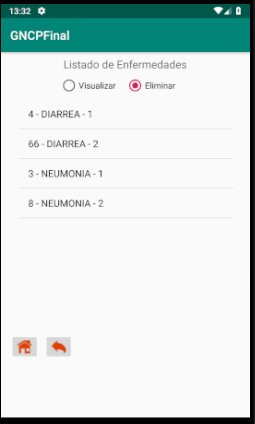 13:32
GNCPFinal
Listado de Enfermedades
Visualizar Eliminar
4 - DIARREA - 1
66 - DIARREA - 2
3 - NEUMONIA - 1
8 - NEUMONIA - 2